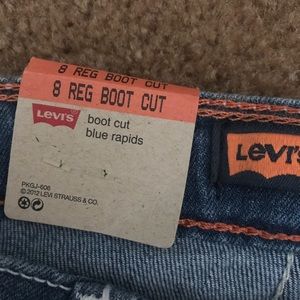 8 REG BOOT CUT
8 REG BOOT CUT
Levi's
boot cut
blue rapids
PKGJ-606
© 2012 LEVI STRAUSS & CO.
Levi's